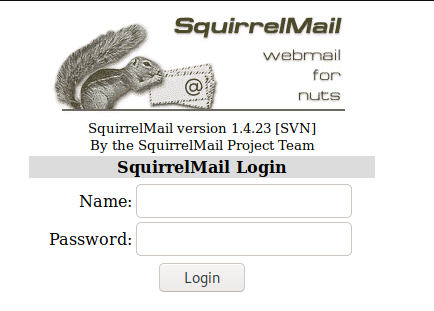 SquirrelMail
webmail
for
nuts
@
SquirrelMail version 1.4.23 [SVN]
By the SquirrelMail Project Team
SquirrelMail Login
Name:
Password:
Login